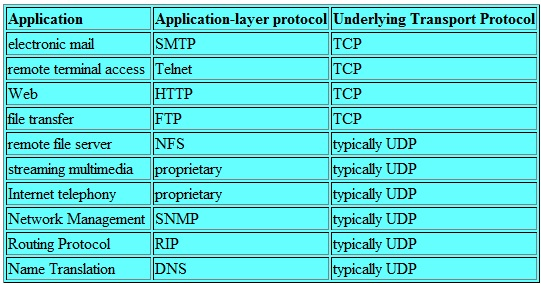 Application Application-layer protocol Underlying Transport Protocol
electronic mail SMTP TCP
remote terminal access Telnet TCP
Web HTTP TCP
file transfer FTP TCP
remote file server NFS typically UDP
streaming multimedia proprietary typically UDP
Internet telephony proprietary typically UDP
Network Management SNMP typically UDP
Routing Protocol RIP typically UDP
Name Translation DNS typically UDP